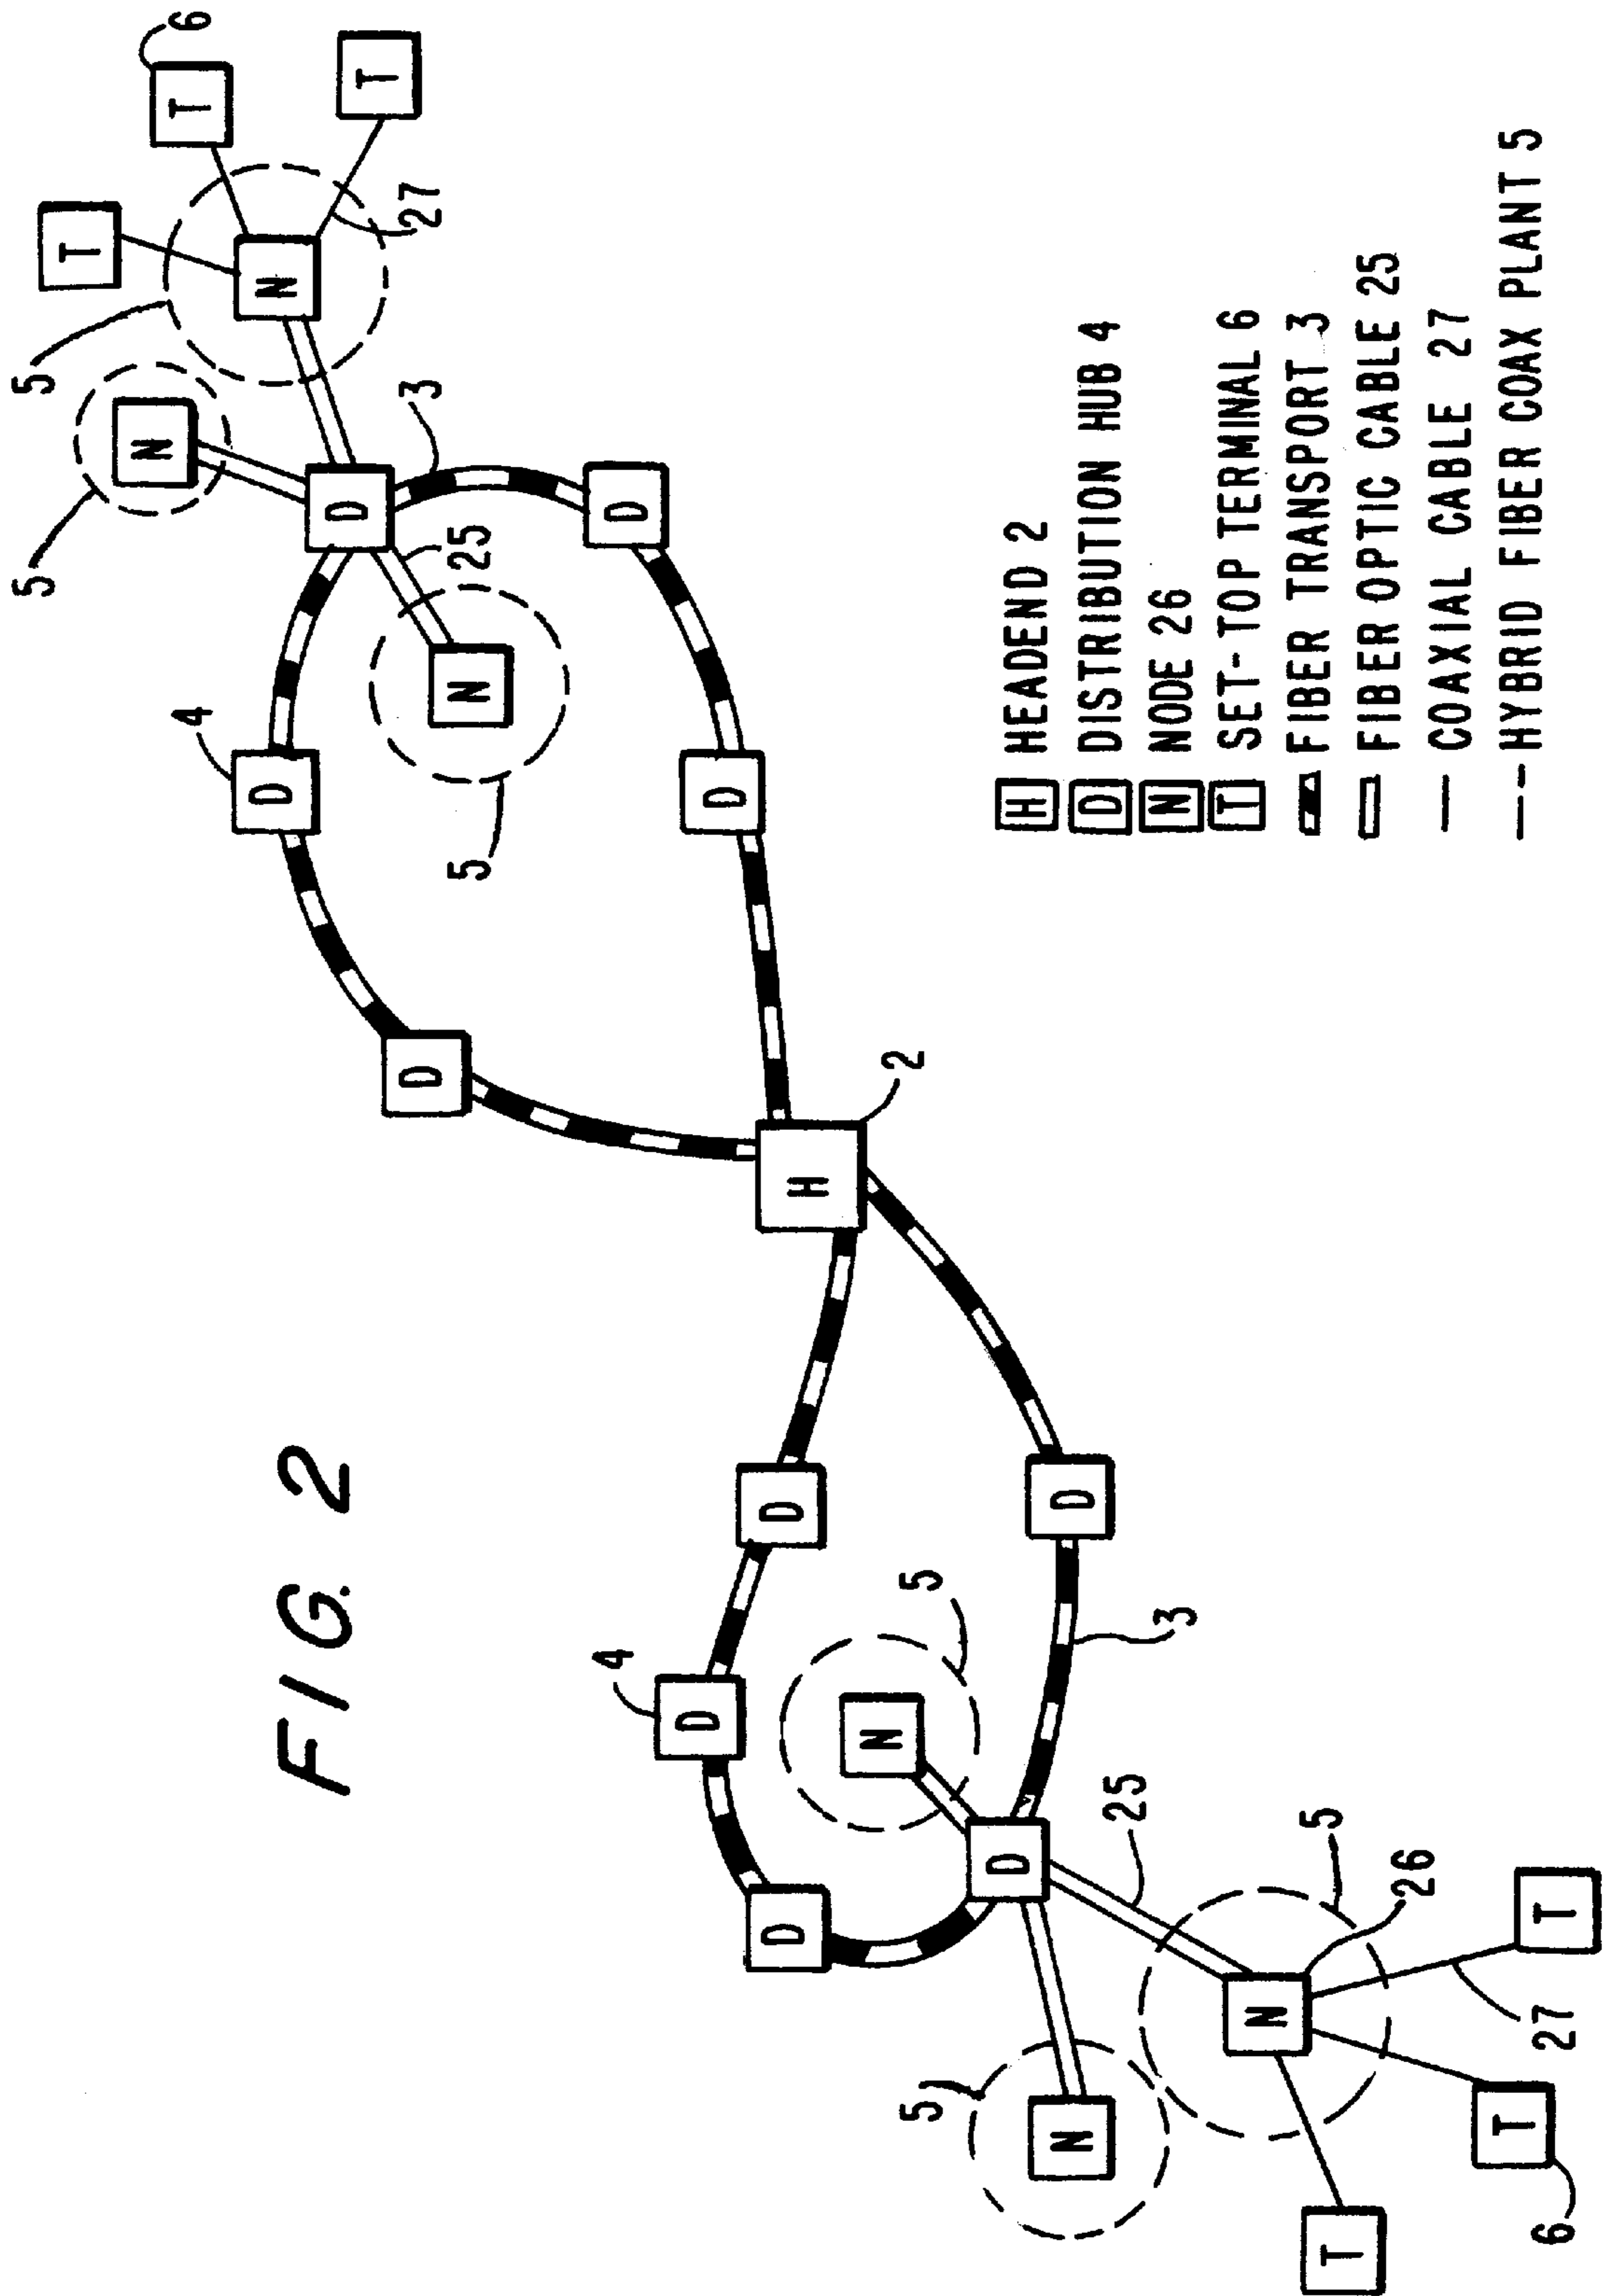 FIG. 2
6
T
T
T
5
27
N
5
N
3
D
25
D
4
D
N
5
D
D
2
H
D
D
5
4
D
N
3
D
25
5
26
D
N
5
N
T
27
T
6
T
H HEADEND 2
D DISTRIBUTION HUB 4
N NODE 26
T SET-TOP TERMINAL 6
FIBER TRANSPORT 3
FIBER OPTIC CABLE 25
COAXIAL CABLE 27
HYBRID FIBER COAX PLANT 5